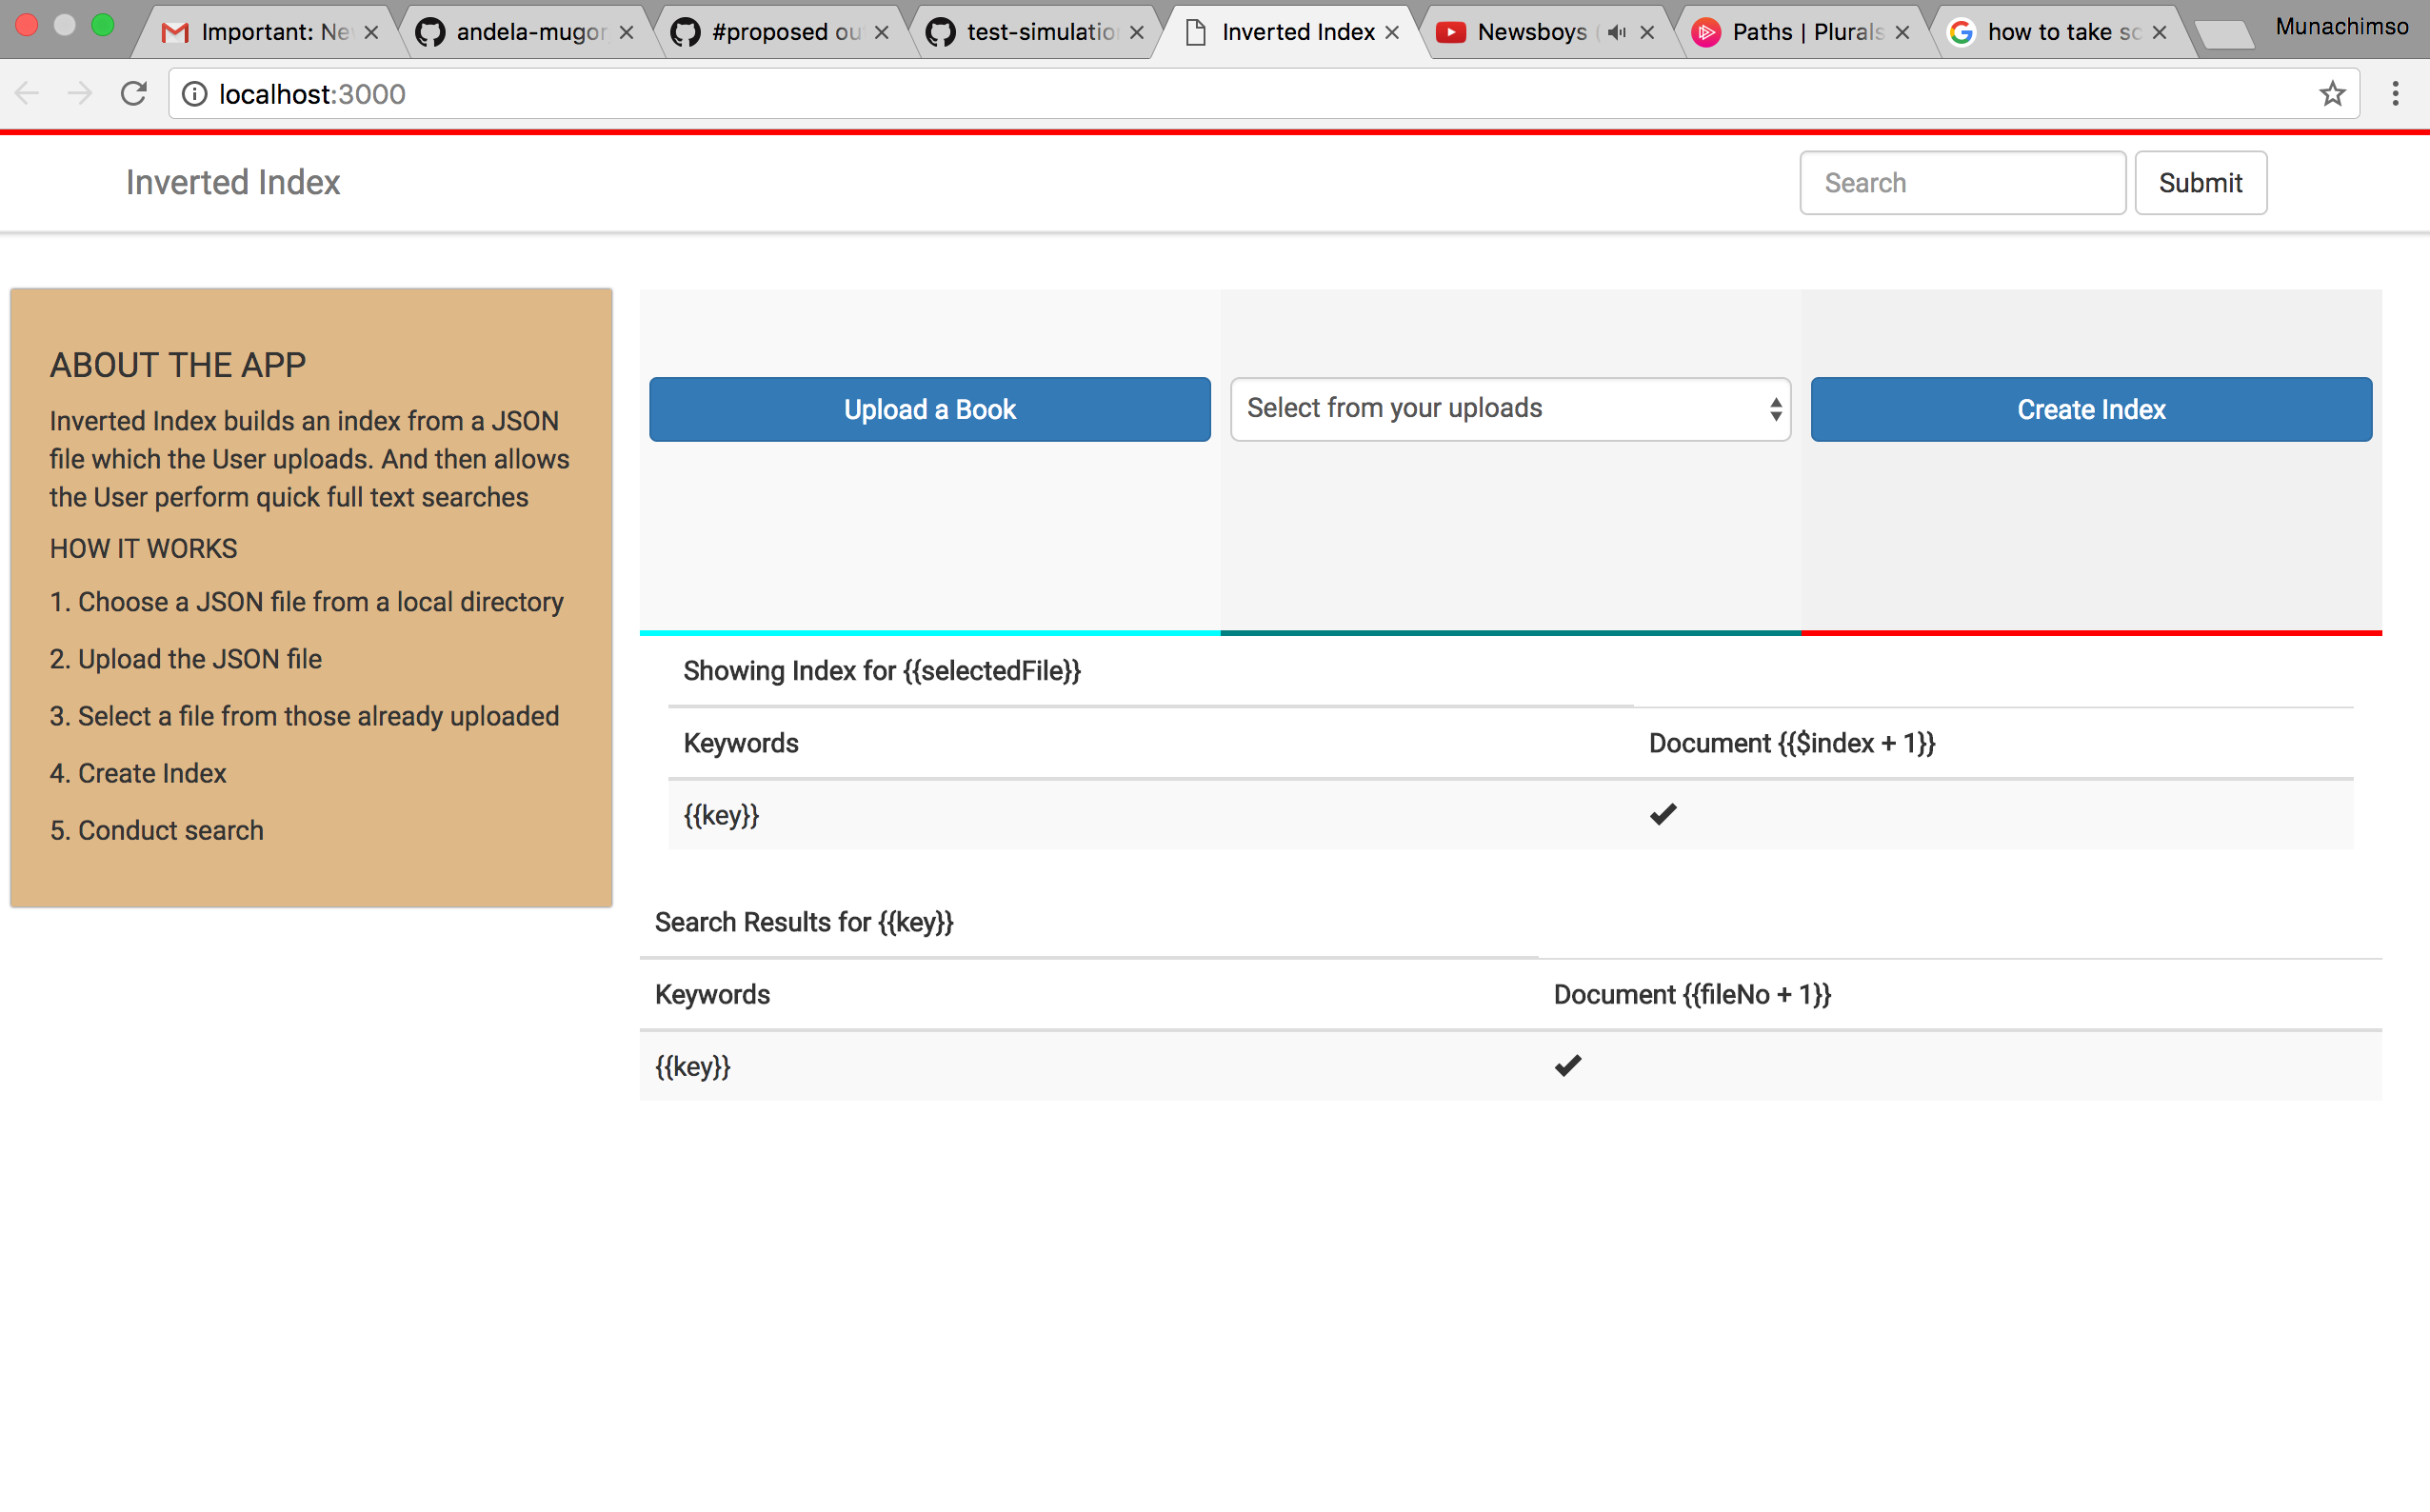 Important: Ne
andela-mugor
#proposed ou
test-simulatio
Inverted Index
Newsboys (
Paths | Plurals
how to take sc
Munachimso
localhost:3000
Inverted Index
Search
Submit
ABOUT THE APP
Inverted Index builds an index from a JSON
file which the User uploads. And then allows
the User perform quick full text searches
HOW IT WORKS
1. Choose a JSON file from a local directory
2. Upload the JSON file
3. Select a file from those already uploaded
4. Create Index
5. Conduct search
Upload a Book
Select from your uploads
Create Index
Showing Index for {{selectedFile}}
Keywords
Document {{$index + 1}}
{{key}}
Search Results for {{key}}
Keywords
Document {{fileNo + 1}}
{{key}}